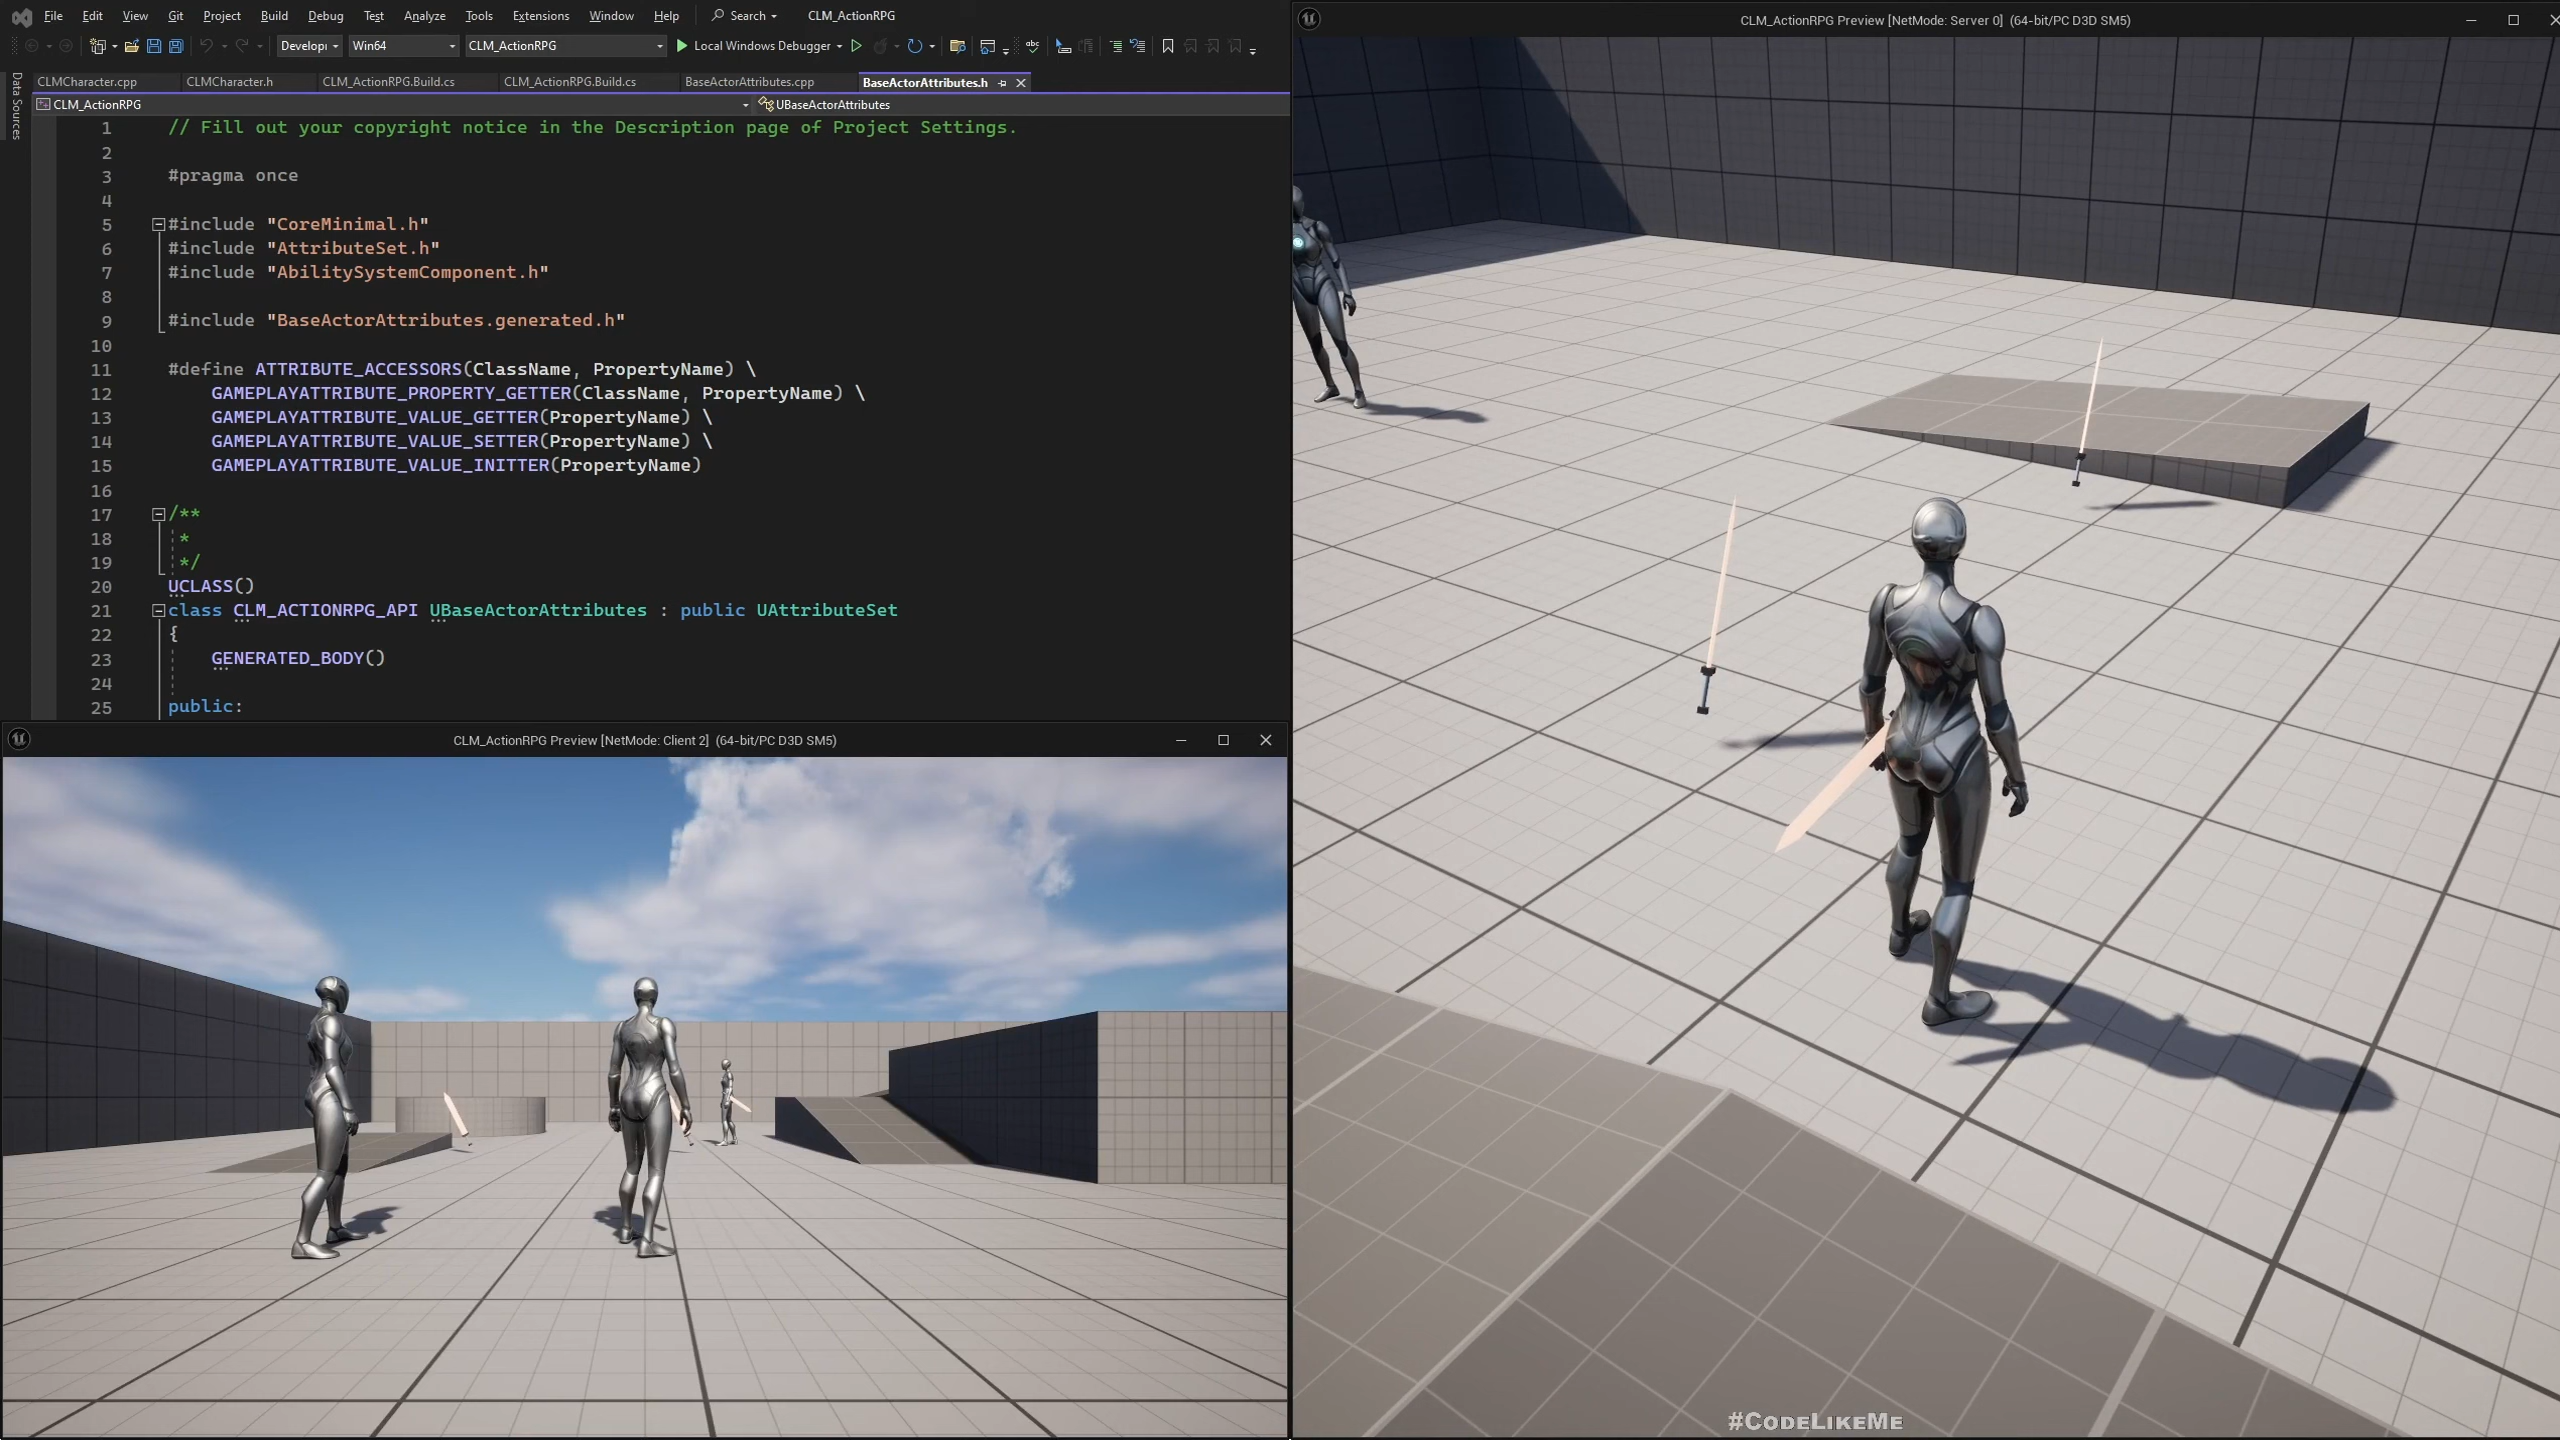 File Edit View Git Project Build Debug Test Analyze Tools Extensions Window Help Search CLM_ActionRPG
Develop Win64 CLM_ActionRPG Local Windows Debugger
Data Sources
CLMCharacter.cpp CLMCharacter.h CLM_ActionRPG.Build.cs CLM_ActionRPG.Build.cs BaseActorAttributes.cpp BaseActorAttributes.h
CLM_ActionRPG UBaseActorAttributes
1 // Fill out your copyright notice in the Description page of Project Settings.
2
3 #pragma once
4
5 #include "CoreMinimal.h"
6 #include "AttributeSet.h"
7 #include "AbilitySystemComponent.h"
8
9 #include "BaseActorAttributes.generated.h"
10
11 #define ATTRIBUTE_ACCESSORS(ClassName, PropertyName) \
12 GAMEPLAYATTRIBUTE_PROPERTY_GETTER(ClassName, PropertyName) \
13 GAMEPLAYATTRIBUTE_VALUE_GETTER(PropertyName) \
14 GAMEPLAYATTRIBUTE_VALUE_SETTER(PropertyName) \
15 GAMEPLAYATTRIBUTE_VALUE_INITTER(PropertyName)
16
17 /**
18 *
19 */
20 UCLASS()
21 class CLM_ACTIONRPG_API UBaseActorAttributes : public UAttributeSet
22 {
23 GENERATED_BODY()
24
25 public:
CLM_ActionRPG Preview [NetMode: Client 2] (64-bit/PC D3D SM5)
CLM_ActionRPG Preview [NetMode: Server 0] (64-bit/PC D3D SM5)
#CodeLikeMe